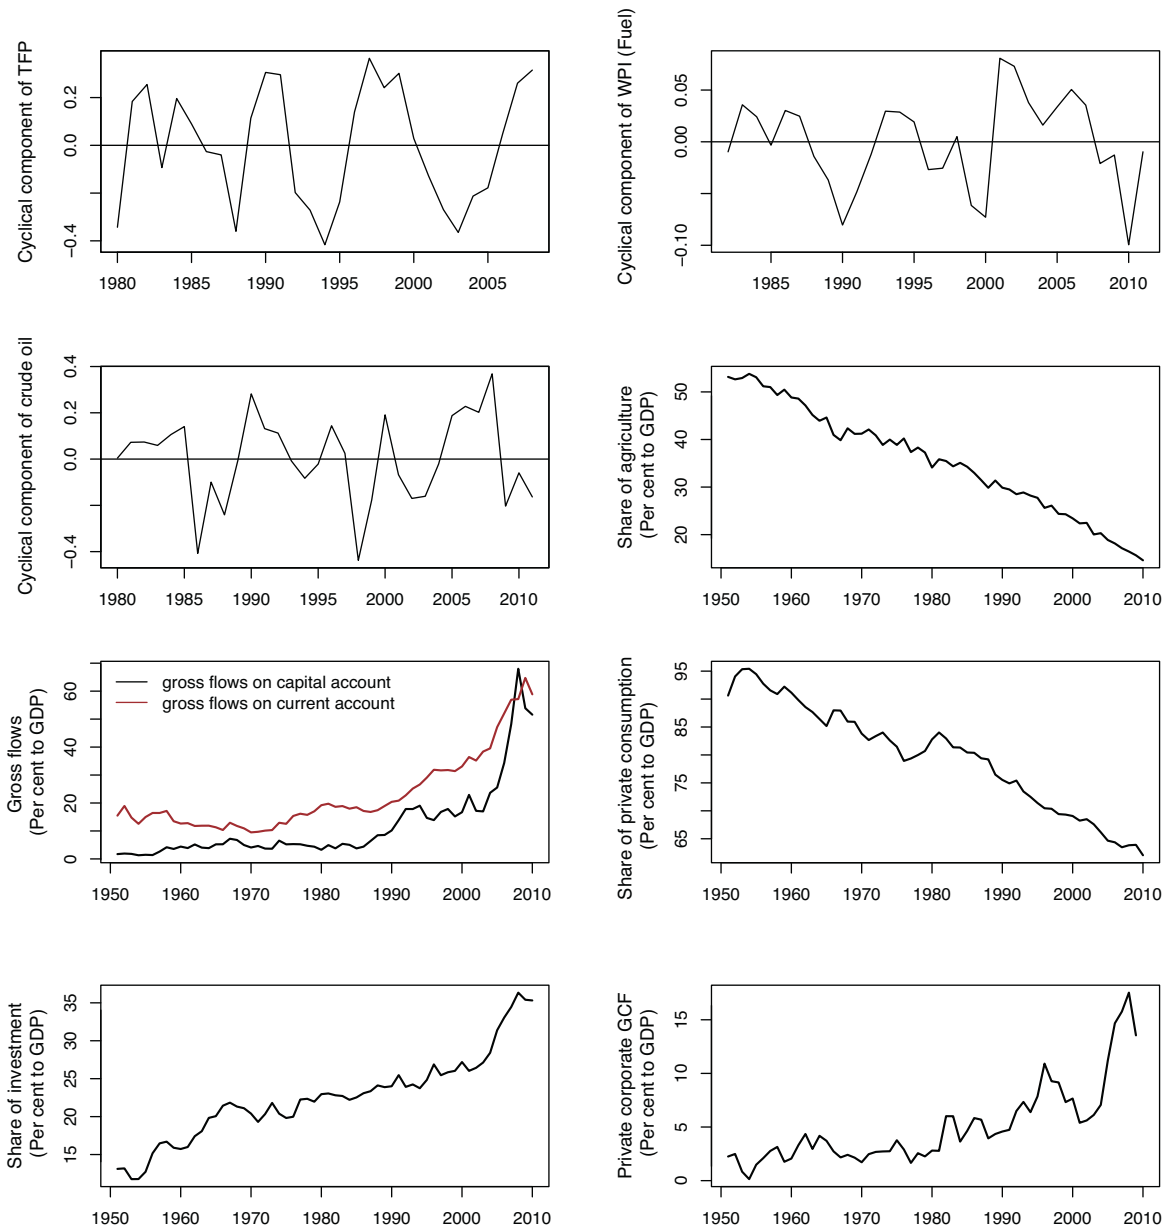 Cyclical component of TFP
0.2
0.0
−0.4
1980 1985 1990 1995 2000 2005
Cyclical component of WPI (Fuel)
0.05
0.00
−0.10
1985 1990 1995 2000 2005 2010
Cyclical component of crude oil
0.4
0.2
0.0
−0.4
1980 1985 1990 1995 2000 2005 2010
Share of agriculture
(Per cent to GDP)
50
40
30
20
1950 1960 1970 1980 1990 2000 2010
Gross flows
(Per cent to GDP)
60
40
20
0
gross flows on capital account
gross flows on current account
1950 1960 1970 1980 1990 2000 2010
Share of private consumption
(Per cent to GDP)
95
85
75
65
1950 1960 1970 1980 1990 2000 2010
Share of investment
(Per cent to GDP)
35
30
25
20
15
1950 1960 1970 1980 1990 2000 2010
Private corporate GCF
(Per cent to GDP)
15
10
5
0
1950 1960 1970 1980 1990 2000 2010